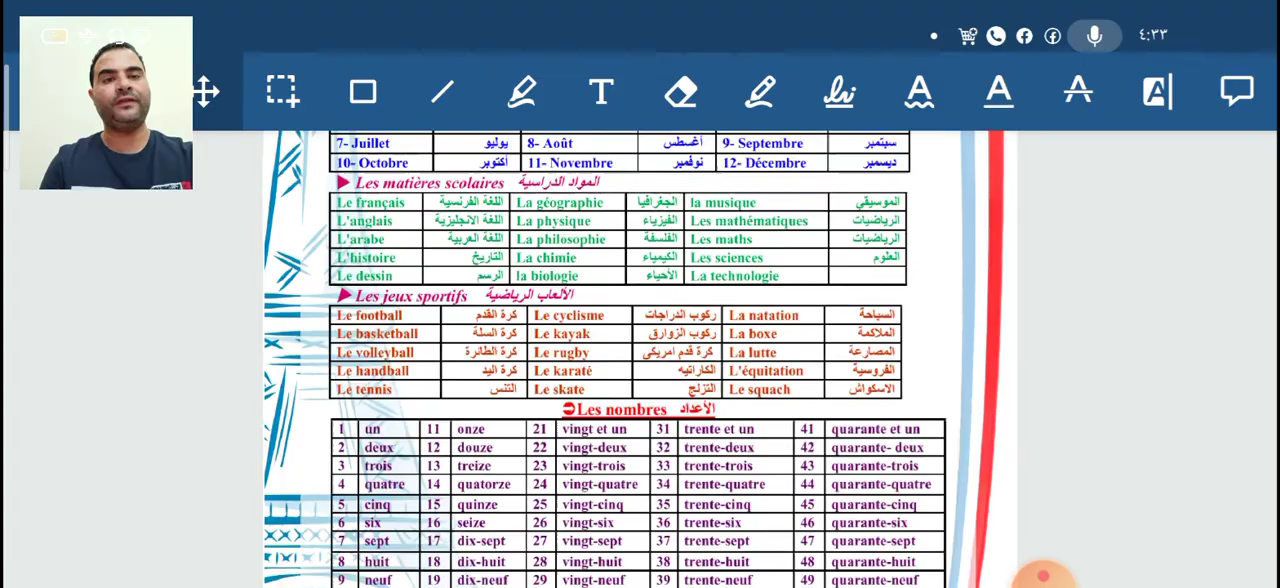 ٤:٣٣
T
A
7- Juillet يوليو 8- Août أغسطس 9- Septembre سبتمبر
10- Octobre أكتوبر 11- Novembre نوفمبر 12- Décembre ديسمبر
Les matières scolaires المواد الدراسية
Le français اللغة الفرنسية La géographie الجغرافيا la musique الموسيقي
L'anglais اللغة الانجليزية La physique الفيزياء Les mathématiques الرياضيات
L'arabe اللغة العربية La philosophie الفلسفة Les maths الرياضيات
L'histoire التاريخ La chimie الكيمياء Les sciences العلوم
Le dessin الرسم la biologie الأحياء La technologie
Les jeux sportifs الألعاب الرياضية
Le football كرة القدم Le cyclisme ركوب الدراجات La natation السباحة
Le basketball كرة السلة Le kayak ركوب الزوارق La boxe الملاكمة
Le volleyball كرة الطائرة Le rugby كرة قدم امريكى La lutte المصارعة
Le handball كرة اليد Le karaté الكاراتيه L'équitation الفروسية
Le tennis التنس Le skate التزلج Le squach الاسكواش
Les nombres الأعداد
1 un 11 onze 21 vingt et un 31 trente et un 41 quarante et un
2 deux 12 douze 22 vingt-deux 32 trente-deux 42 quarante- deux
3 trois 13 treize 23 vingt-trois 33 trente-trois 43 quarante-trois
4 quatre 14 quatorze 24 vingt-quatre 34 trente-quatre 44 quarante-quatre
5 cinq 15 quinze 25 vingt-cinq 35 trente-cinq 45 quarante-cinq
6 six 16 seize 26 vingt-six 36 trente-six 46 quarante-six
7 sept 17 dix-sept 27 vingt-sept 37 trente-sept 47 quarante-sept
8 huit 18 dix-huit 28 vingt-huit 38 trente-huit 48 quarante-huit
9 neuf 19 dix-neuf 29 vingt-neuf 39 trente-neuf 49 quarante-neuf